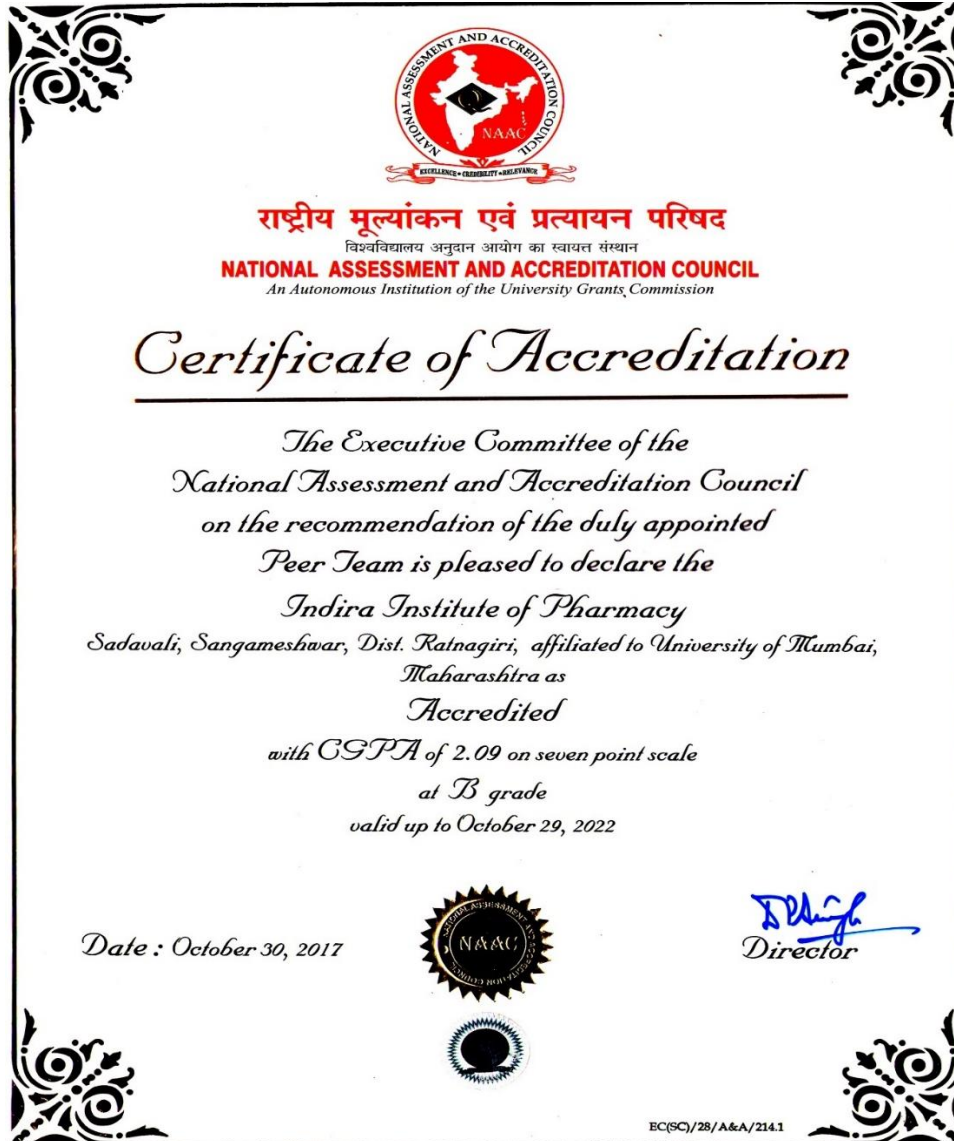 NATIONAL ASSESSMENT AND ACCREDITATION COUNCIL
NAAC
EXCELLENCE • CREDIBILITY • RELEVANCE
राष्ट्रीय मूल्यांकन एवं प्रत्यायन परिषद
विश्वविद्यालय अनुदान आयोग का स्वायत्त संस्थान
NATIONAL ASSESSMENT AND ACCREDITATION COUNCIL
An Autonomous Institution of the University Grants Commission
Certificate of Accreditation
The Executive Committee of the
National Assessment and Accreditation Council
on the recommendation of the duly appointed
Peer Team is pleased to declare the
Indira Institute of Pharmacy
Sadavali, Sangameshwar, Dist. Ratnagiri, affiliated to University of Mumbai,
Maharashtra as
Accredited
with CGPA of 2.09 on seven point scale
at B grade
valid up to October 29, 2022
Date : October 30, 2017
NATIONAL ASSESSMENT AND ACCREDITATION COUNCIL
NAAC
Director
EC(SC)/28/A&A/214.1